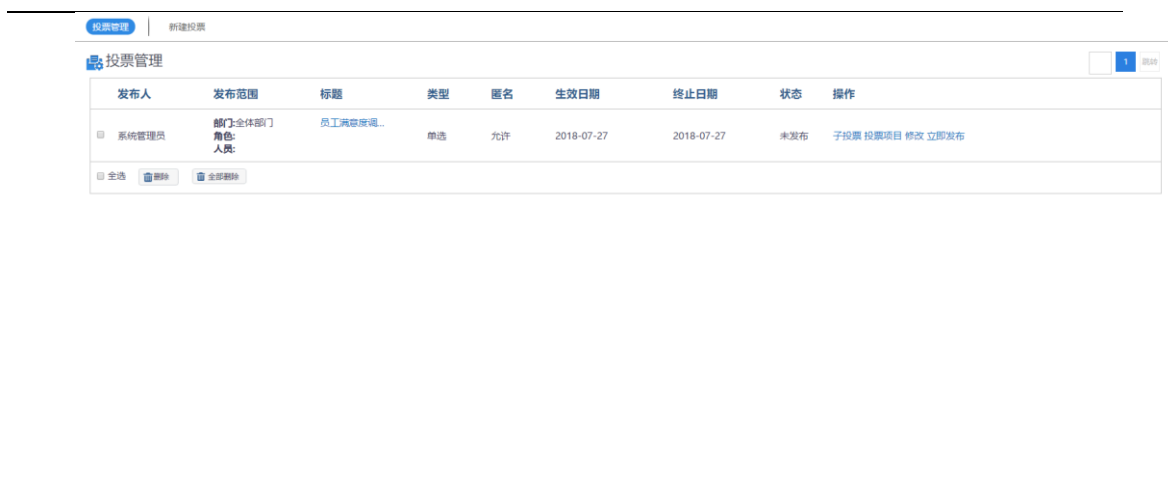 投票管理 新建投票
投票管理 1 跳转
发布人 发布范围 标题 类型 匿名 生效日期 终止日期 状态 操作
部门:全体部门 员工满意度调...
系统管理员 角色: 单选 允许 2018-07-27 2018-07-27 未发布 子投票 投票项目 修改 立即发布
人员:
全选 删除 全部删除